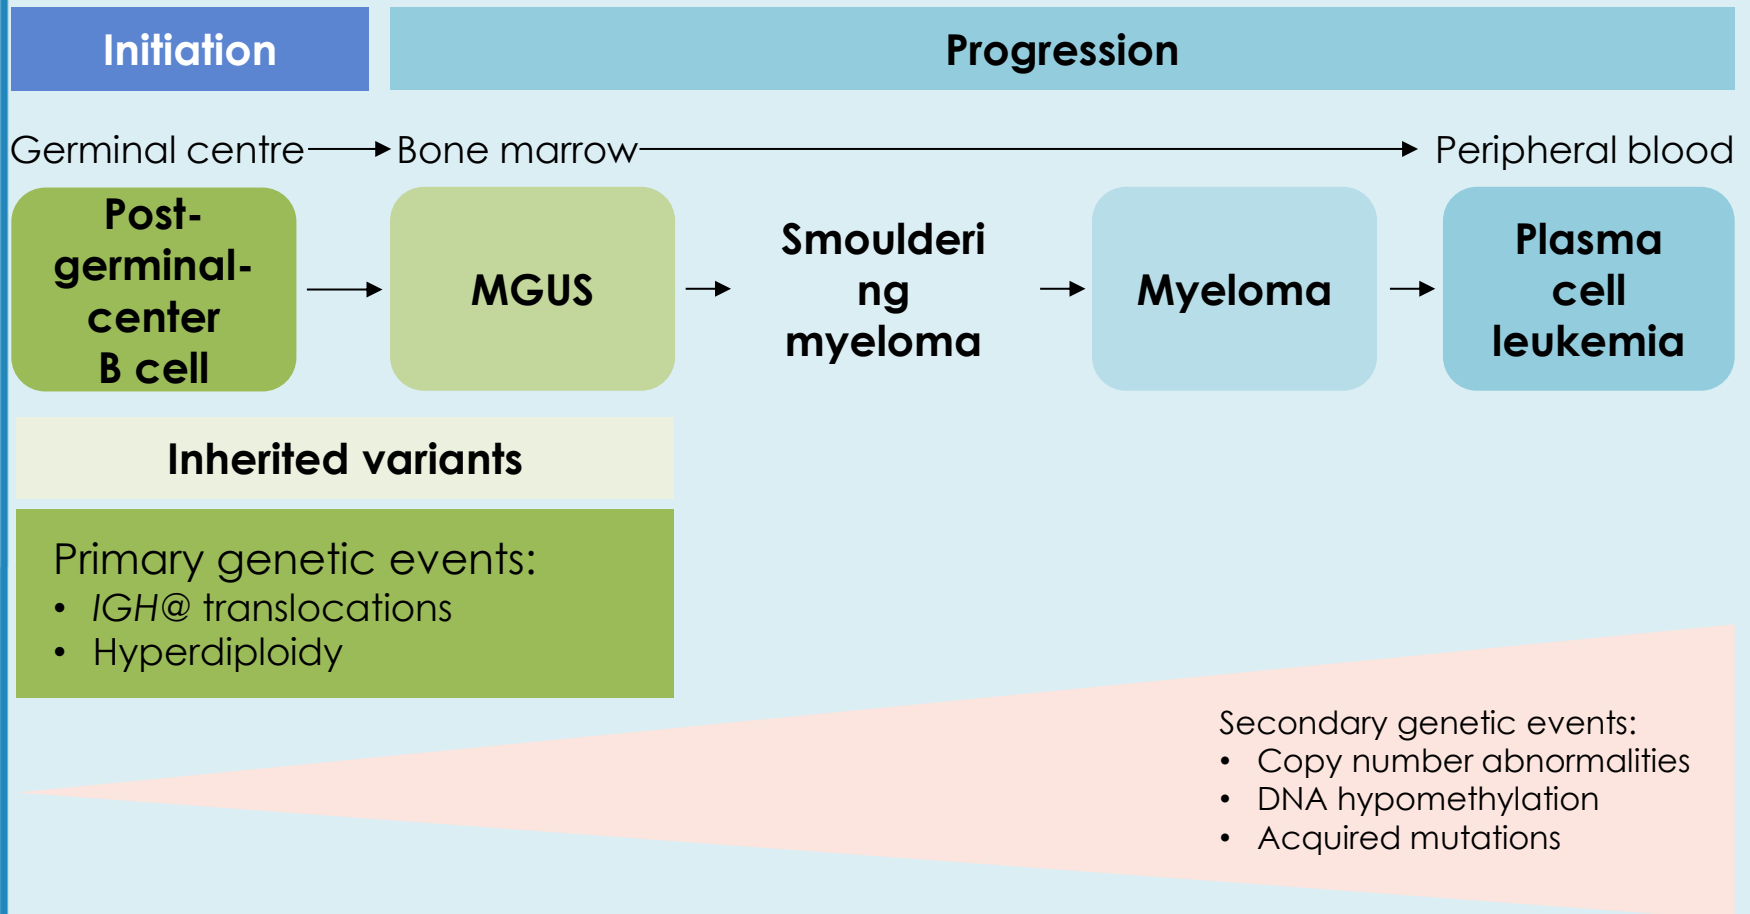 Initiation
Progression
Germinal centre
Bone marrow
Peripheral blood
Post-
germinal-
center
B cell
MGUS
Smoulderi
ng
myeloma
Myeloma
Plasma
cell
leukemia
Inherited variants
Primary genetic events:
• IGH@ translocations
• Hyperdiploidy
Secondary genetic events:
• Copy number abnormalities
• DNA hypomethylation
• Acquired mutations